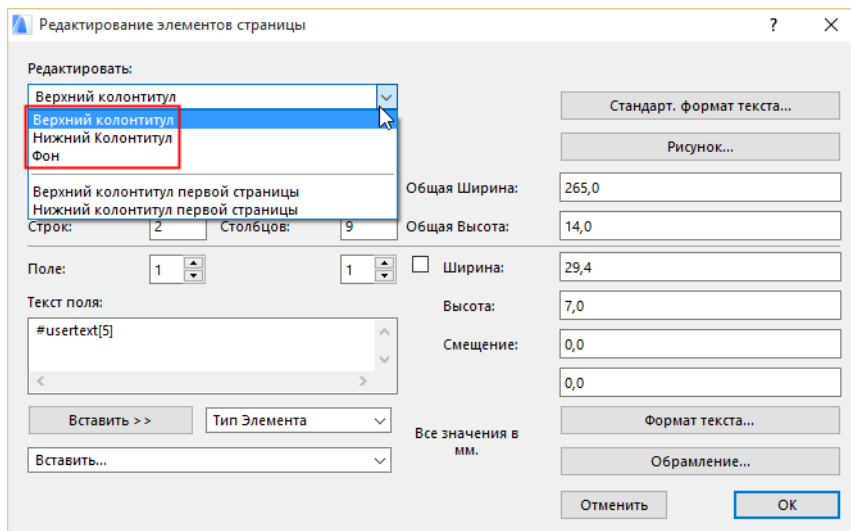 Редактирование элементов страницы
?
Редактировать:
Верхний колонтитул
Верхний колонтитул
Нижний Колонтитул
Фон
Верхний колонтитул первой страницы
Нижний колонтитул первой страницы
Стандарт. формат текста...
Рисунок...
Общая Ширина: 265,0
Строк: 2 Столбцов: 9 Общая Высота: 14,0
Поле: 1 1 Ширина: 29,4
Текст поля:
#usertext[5]
Высота: 7,0
Смещение: 0,0
0,0
Вставить >> Тип Элемента
Вставить...
Все значения в
мм.
Формат текста...
Обрамление...
Отменить OK